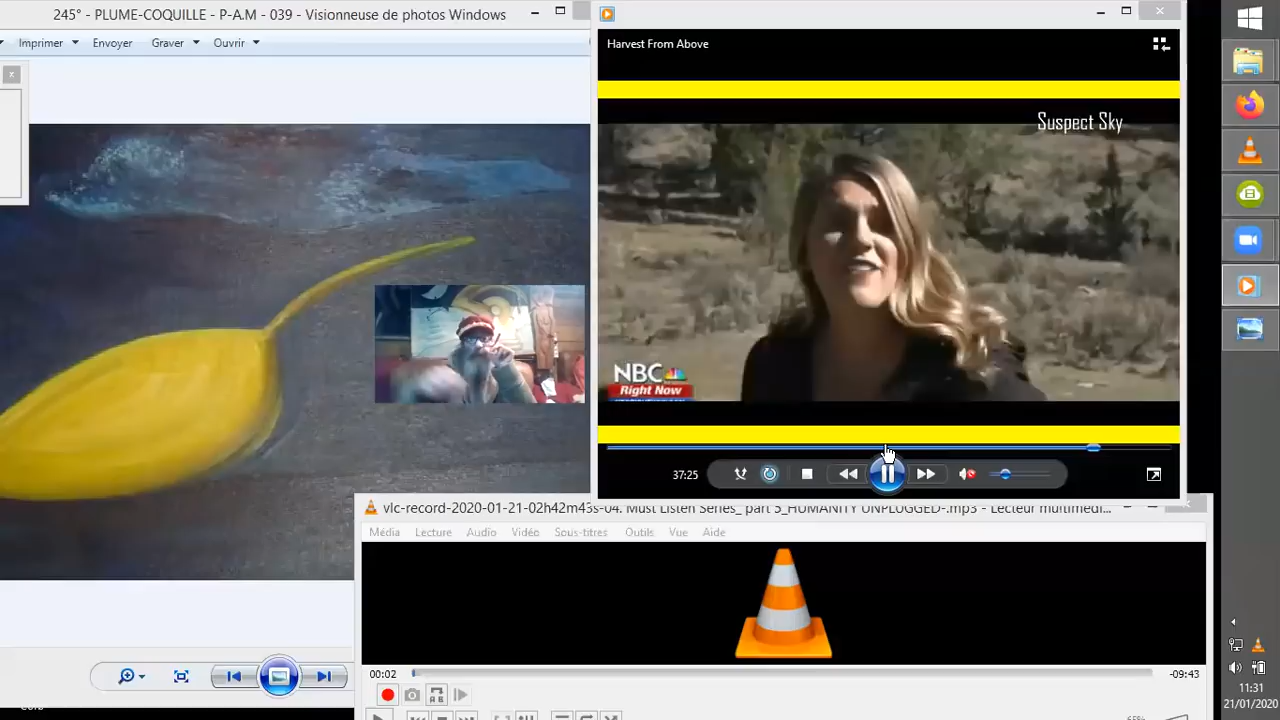 245° - PLUME-COQUILLE - P-A.M - 039 - Visionneuse de photos Windows
Imprimer Envoyer Graver Ouvrir
Harvest From Above
Suspect Sky
NBC
Right Now
37:25
vlc-record-2020-01-21-02h42m43s-04. Must Listen Series_ part 5_HUMANITY UNPLUGGED-.mp3 - Lecteur multimédi...
Média Lecture Audio Vidéo Sous-titres Outils Vue Aide
00:02 -09:43
65%
11:31
21/01/2020